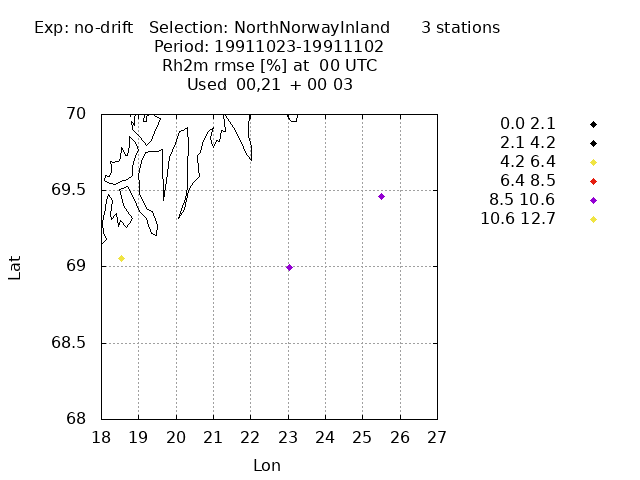 Exp: no-drift   Selection: NorthNorwayInland      3 stations
Period: 19911023-19911102
Rh2m rmse [%] at  00 UTC
Used  00,21  + 00 03
70
69.5
69
68.5
68
Lat
18 19 20 21 22 23 24 25 26 27
Lon
0.0 2.1
2.1 4.2
4.2 6.4
6.4 8.5
8.5 10.6
10.6 12.7